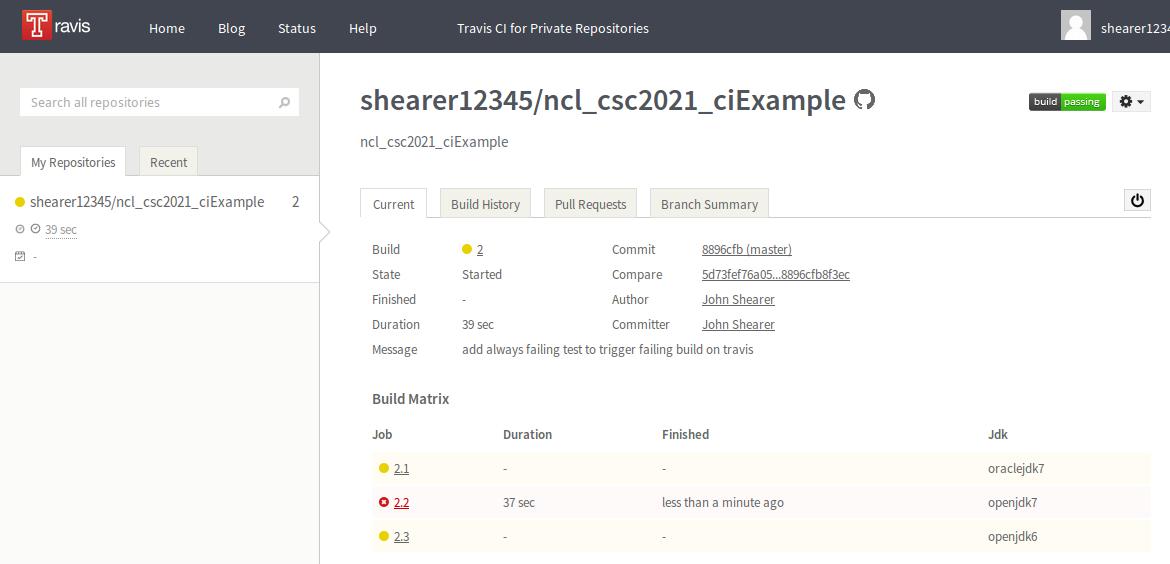 Travis Home Blog Status Help Travis CI for Private Repositories shearer1234
Search all repositories
My Repositories Recent
shearer12345/ncl_csc2021_ciExample 2
39 sec
-
shearer12345/ncl_csc2021_ciExample build passing
ncl_csc2021_ciExample
Current Build History Pull Requests Branch Summary
Build 2 Commit 8896cfb (master)
State Started Compare 5d73fef76a05...8896cfb8f3ec
Finished - Author John Shearer
Duration 39 sec Committer John Shearer
Message add always failing test to trigger failing build on travis
Build Matrix
Job Duration Finished Jdk
2.1 - - oraclejdk7
2.2 37 sec less than a minute ago openjdk7
2.3 - - openjdk6